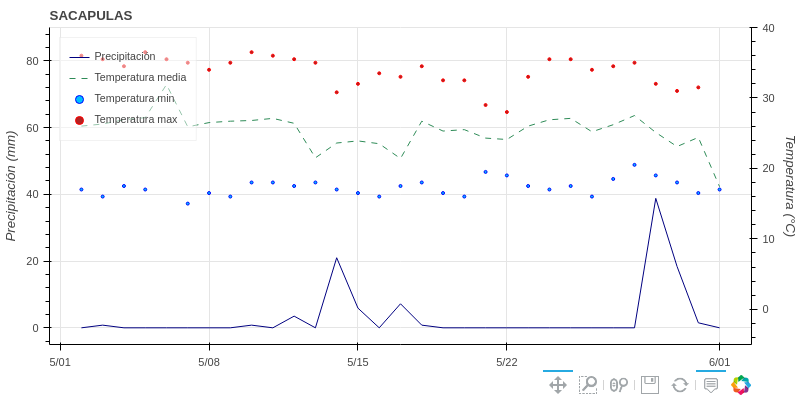 SACAPULAS
Precipitación
Temperatura media
Temperatura min
Temperatura max
Precipitación (mm)
80
60
40
20
0
Temperatura (°C)
40
30
20
10
0
5/01
5/08
5/15
5/22
6/01